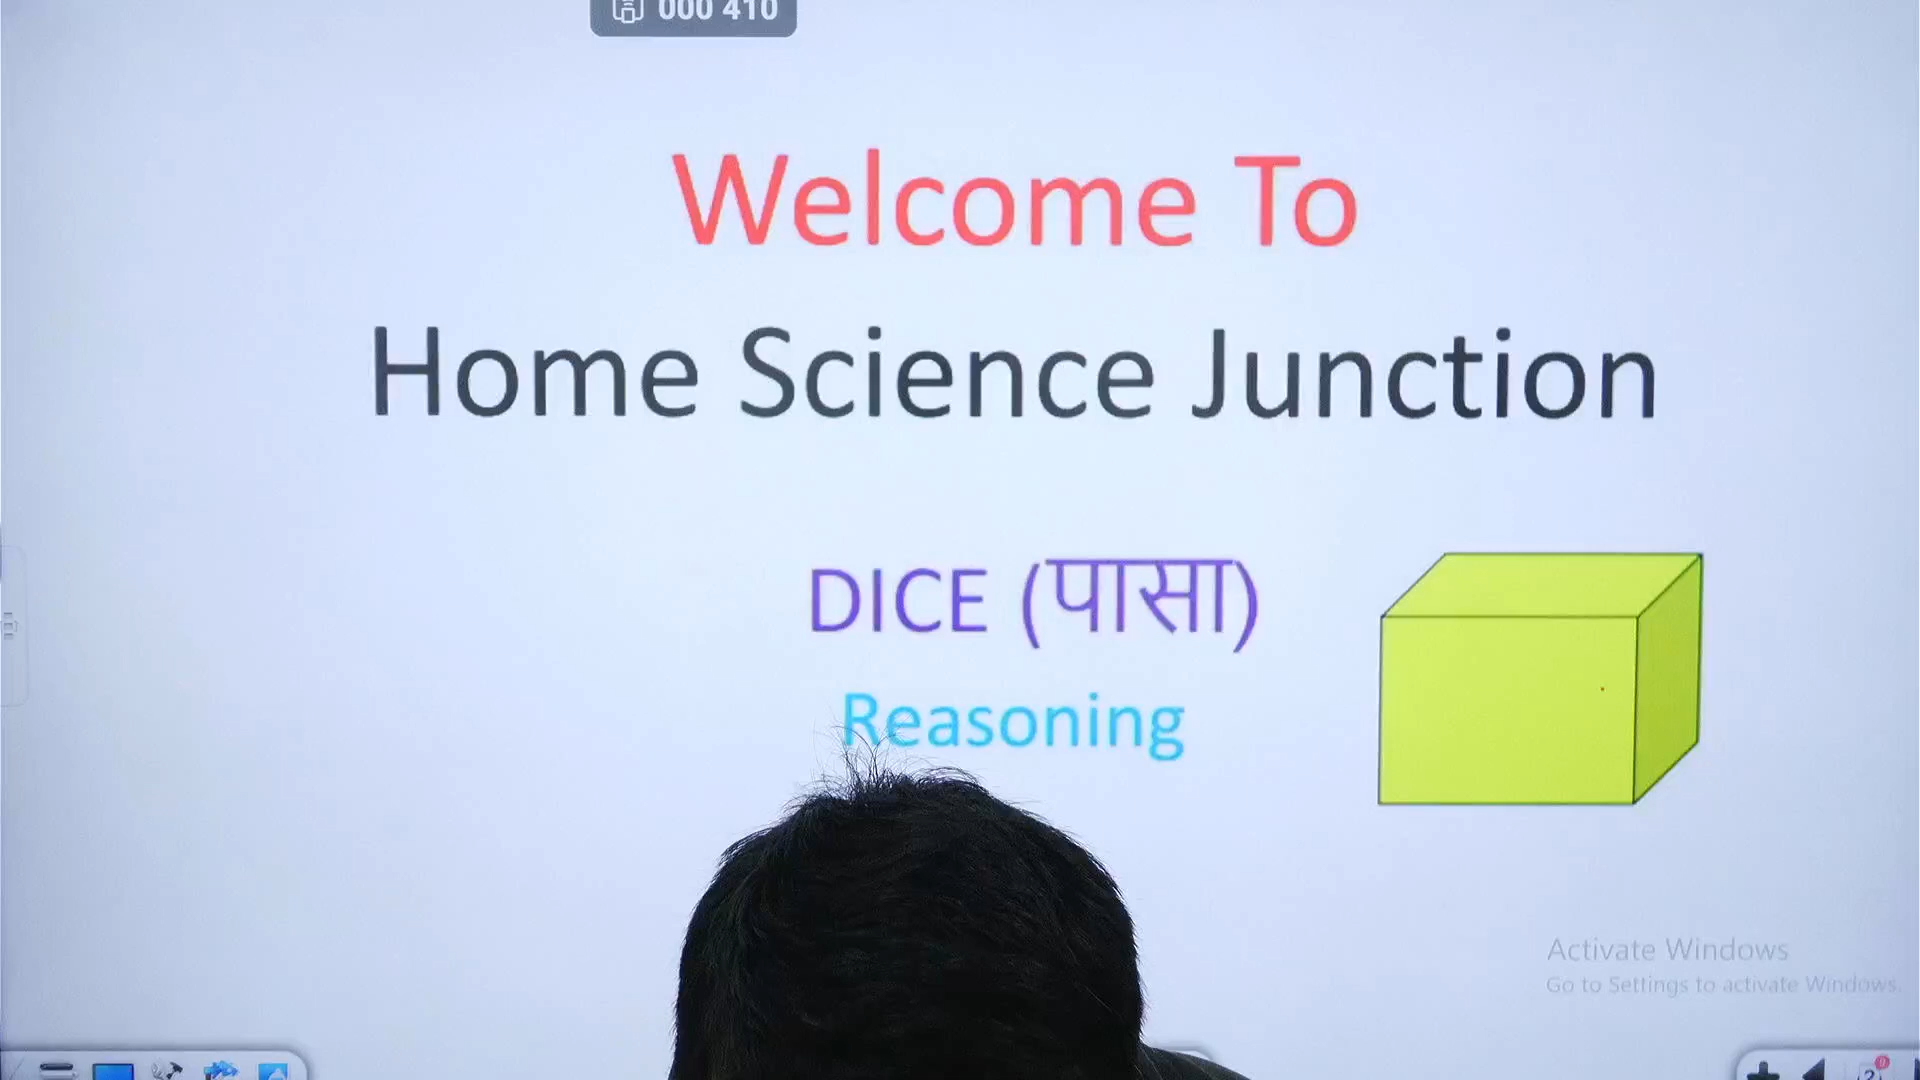 000 410
Welcome To
Home Science Junction
DICE (पासा)
Reasoning
Activate Windows
Go to Settings to activate Windows.